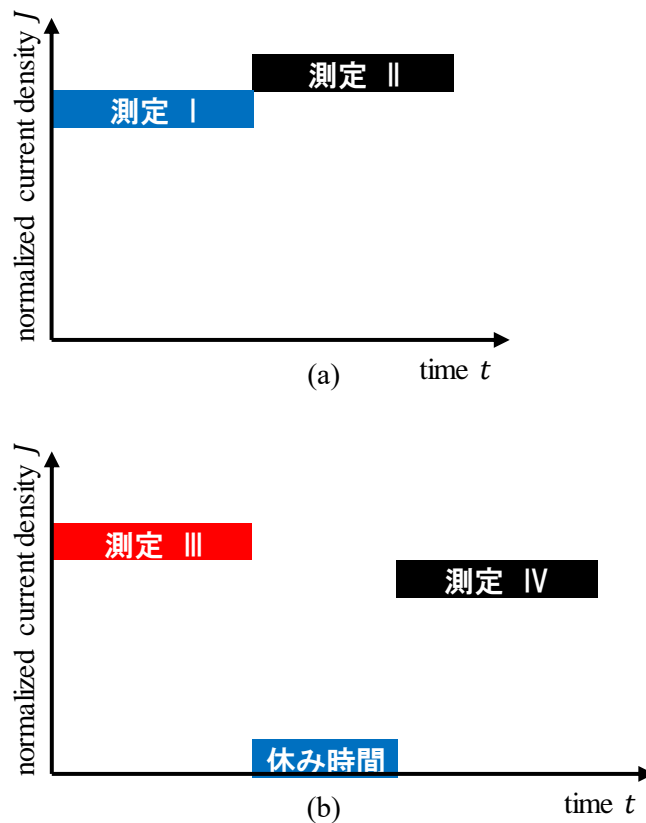 normalized current density J
測定 Ⅱ
測定 Ⅰ
time t
(a)
normalized current density J
測定 Ⅲ
測定 Ⅳ
休み時間
time t
(b)